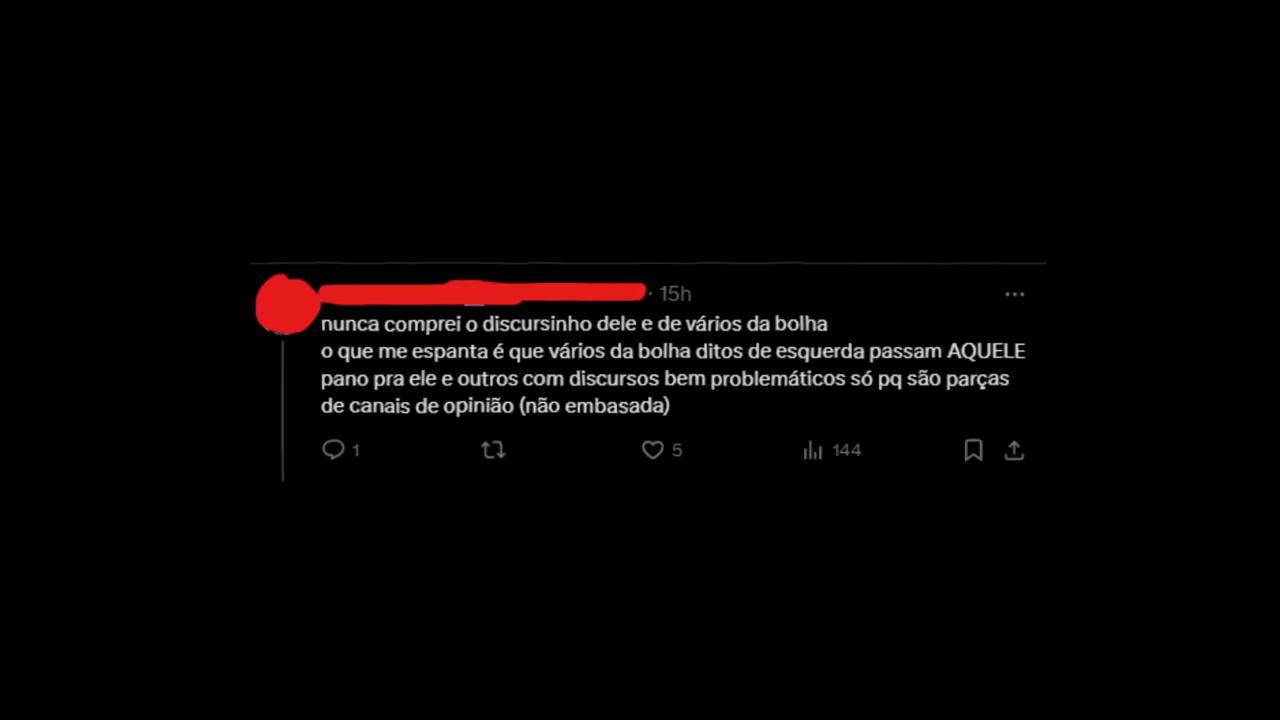 · 15h
nunca comprei o discursinho dele e de vários da bolha
o que me espanta é que vários da bolha ditos de esquerda passam AQUELE
pano pra ele e outros com discursos bem problemáticos só pq são parças
de canais de opinião (não embasada)
1 5 144